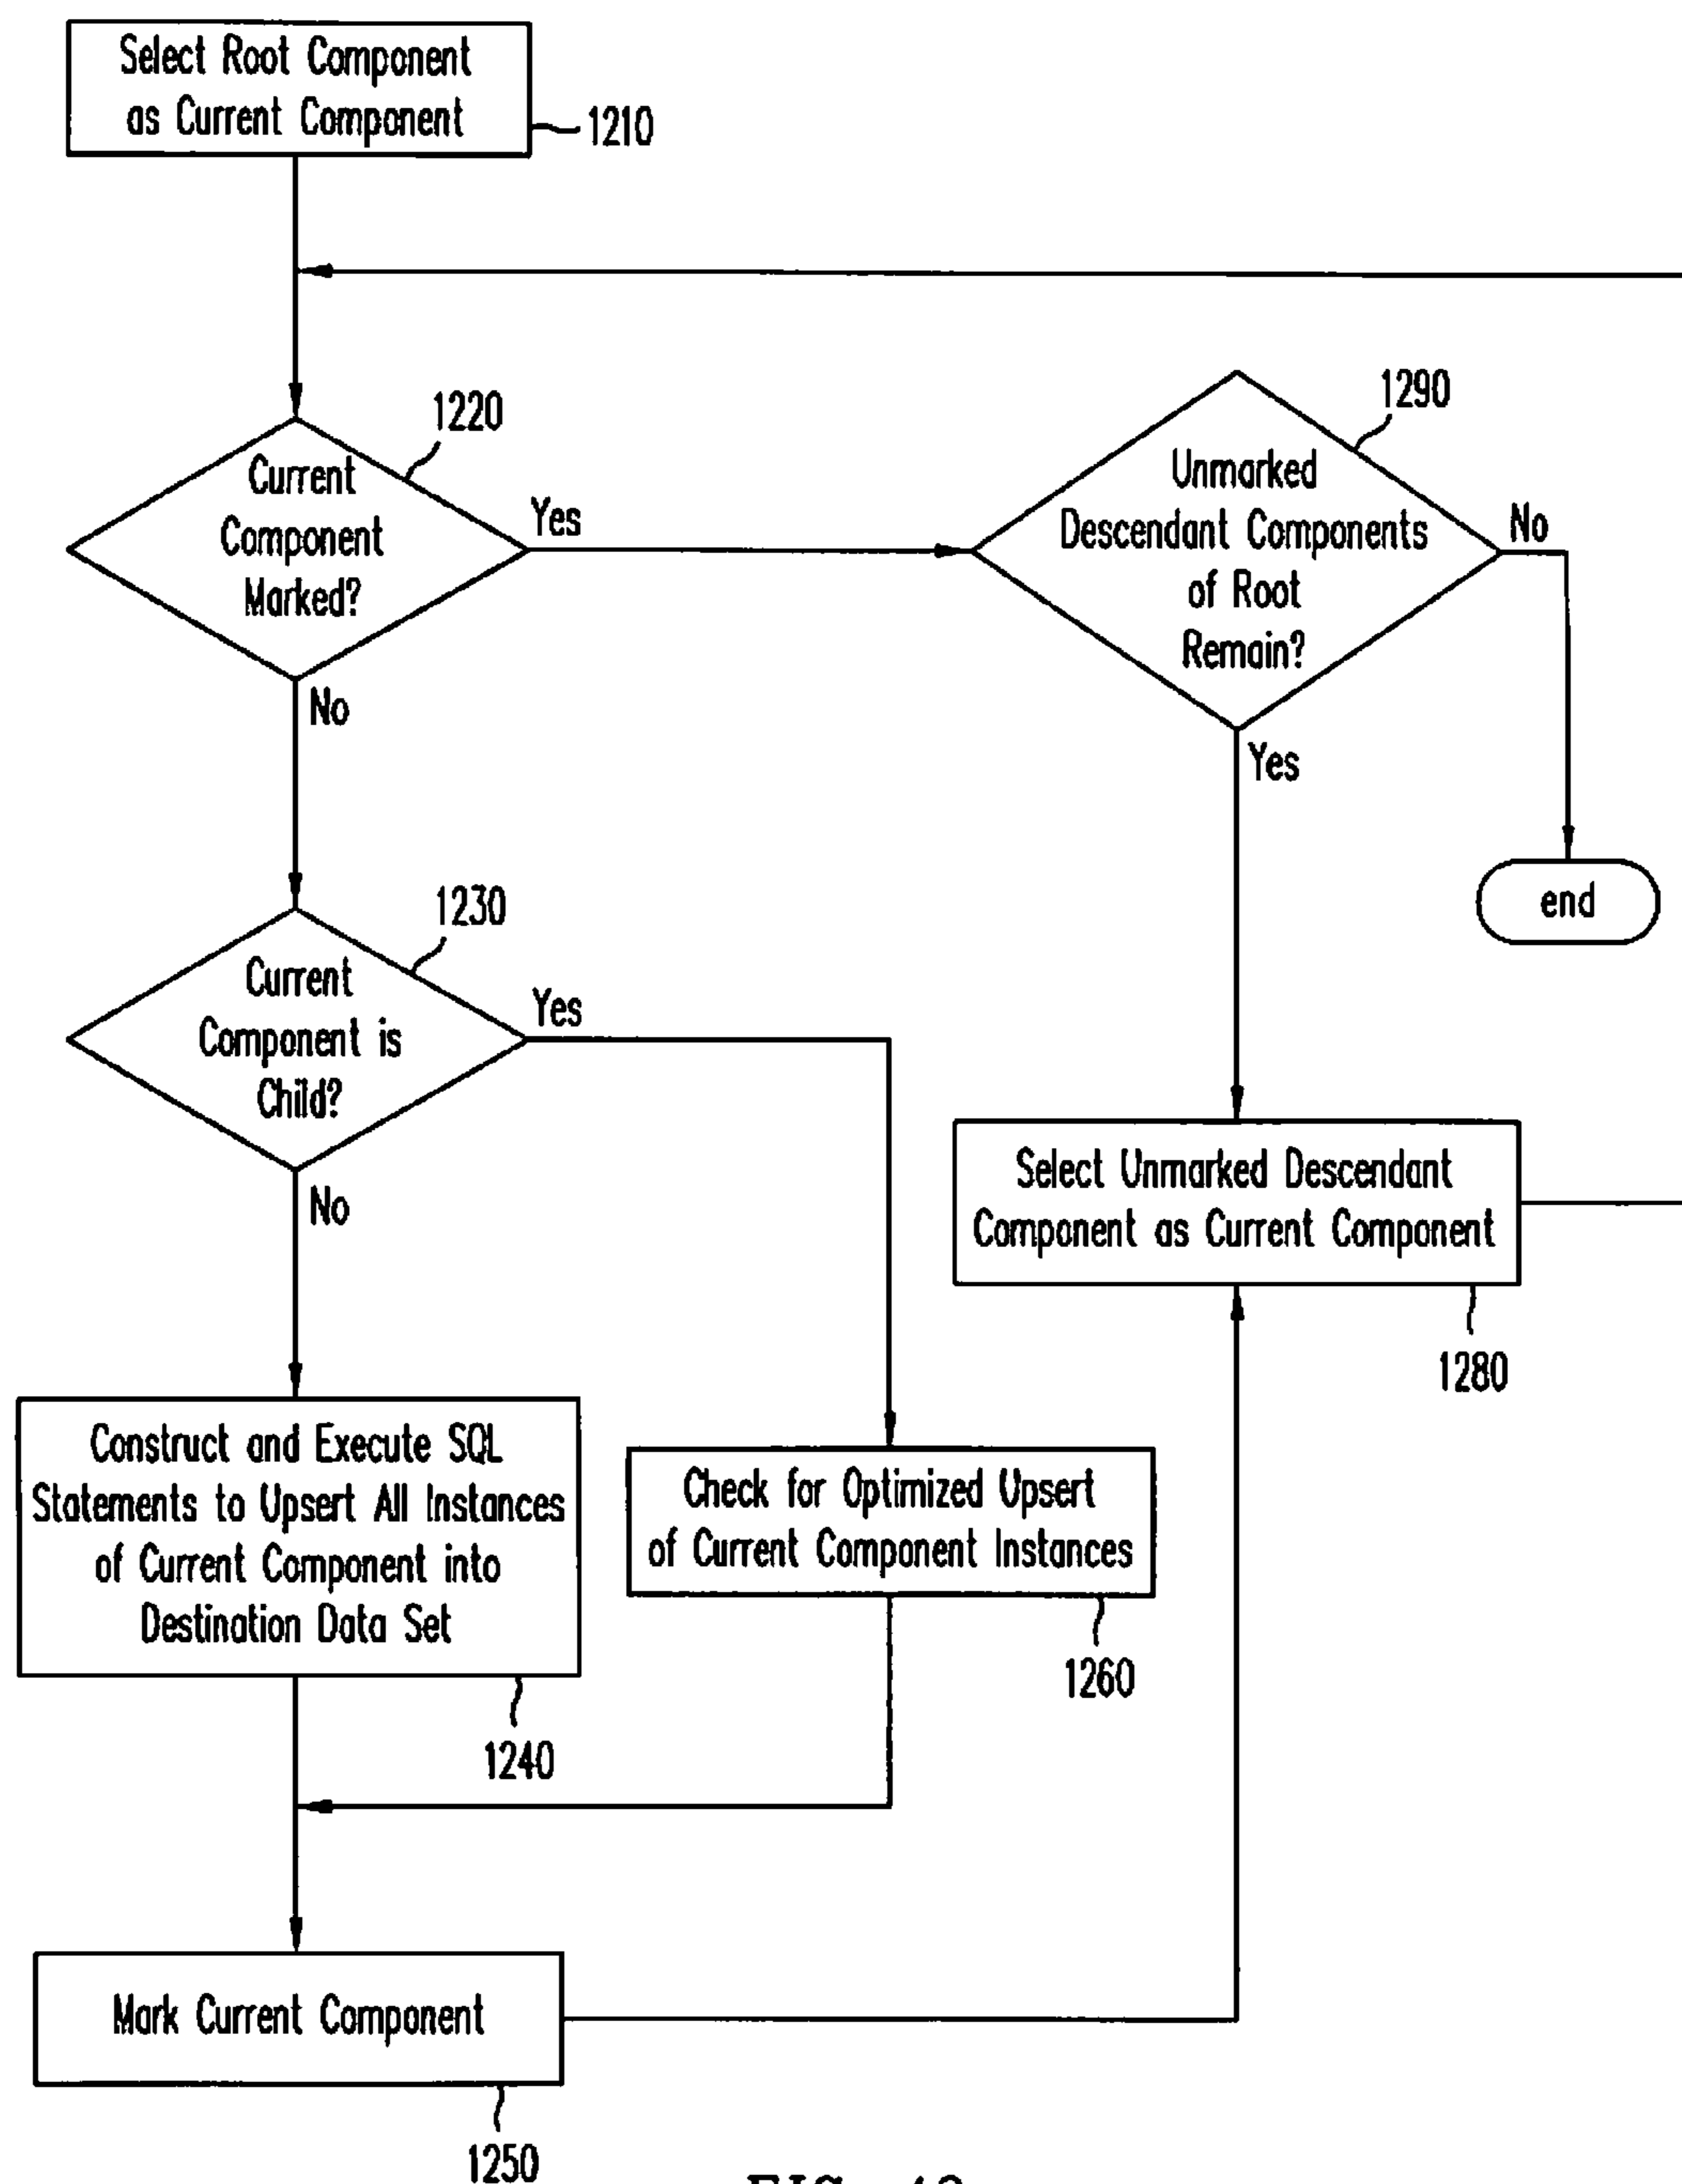 Select Root Component
as Current Component
1210
1220
Current
Component
Marked?
Yes
No
1290
Unmarked
Descendant Components
of Root
Remain?
No
Yes
end
1230
Current
Component is
Child?
Yes
No
Select Unmarked Descendant
Component as Current Component
1280
Construct and Execute SQL
Statements to Upsert All Instances
of Current Component into
Destination Data Set
1240
Check for Optimized Upsert
of Current Component Instances
1260
Mark Current Component
1250